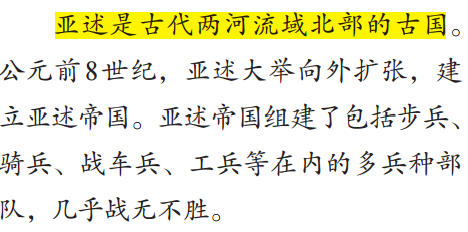 亚述是古代两河流域北部的古国。
公元前8世纪，亚述大举向外扩张，建
立亚述帝国。亚述帝国组建了包括步兵、
骑兵、战车兵、工兵等在内的多兵种部
队，几乎战无不胜。